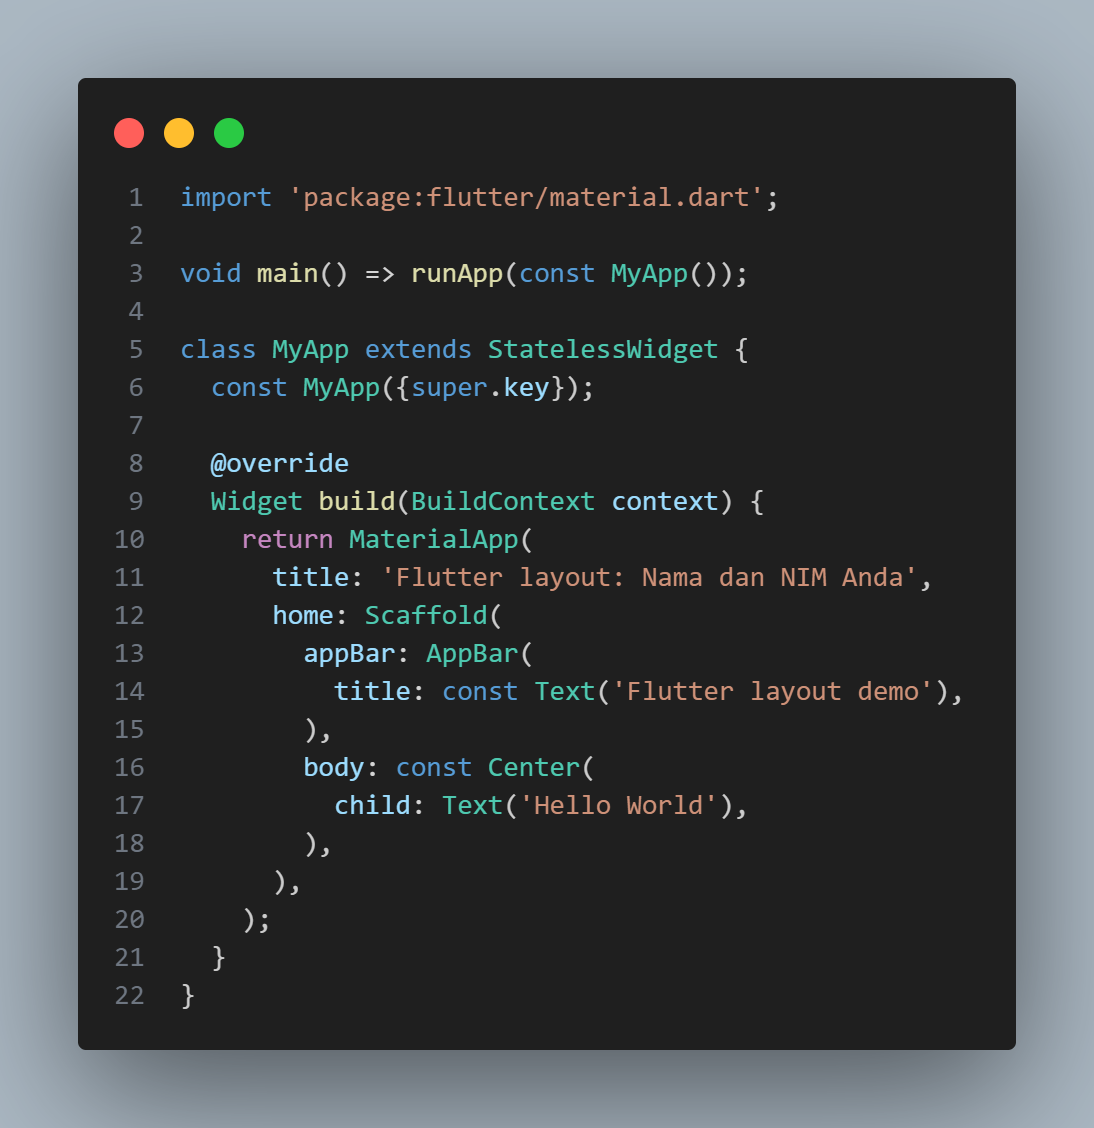 1 import 'package:flutter/material.dart';
2
3 void main() => runApp(const MyApp());
4
5 class MyApp extends StatelessWidget {
6   const MyApp({super.key});
7
8   @override
9   Widget build(BuildContext context) {
10     return MaterialApp(
11       title: 'Flutter layout: Nama dan NIM Anda',
12       home: Scaffold(
13         appBar: AppBar(
14           title: const Text('Flutter layout demo'),
15         ),
16         body: const Center(
17           child: Text('Hello World'),
18         ),
19       ),
20     );
21   }
22 }